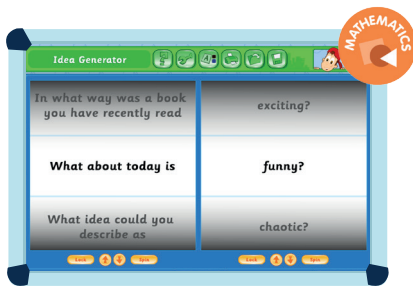 MATHEMATICS
Idea Generator
In what way was a book
you have recently read
exciting?
What about today is
funny?
What idea could you
describe as
chaotic?
Lock Spin
Lock Spin